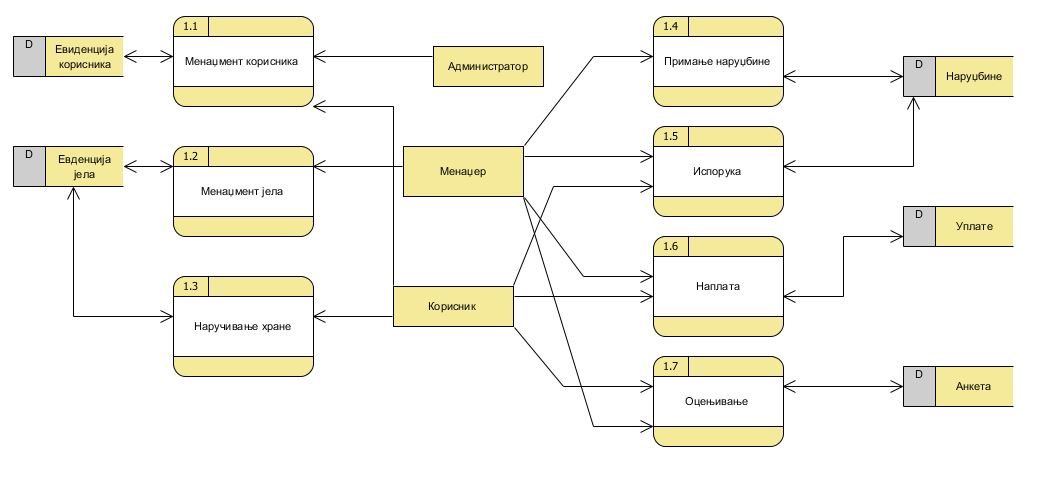 1.1
D
Евиденција
корисника
Менаџмент корисника
Администратор
1.4
Примање наруџбине
D
Наруџбине
1.2
D
Евденција
јела
Менаџмент јела
Менаџер
1.5
Испорука
1.3
Наручивање хране
Корисник
1.6
Наплата
D
Уплате
1.7
Оцењивање
D
Анкета